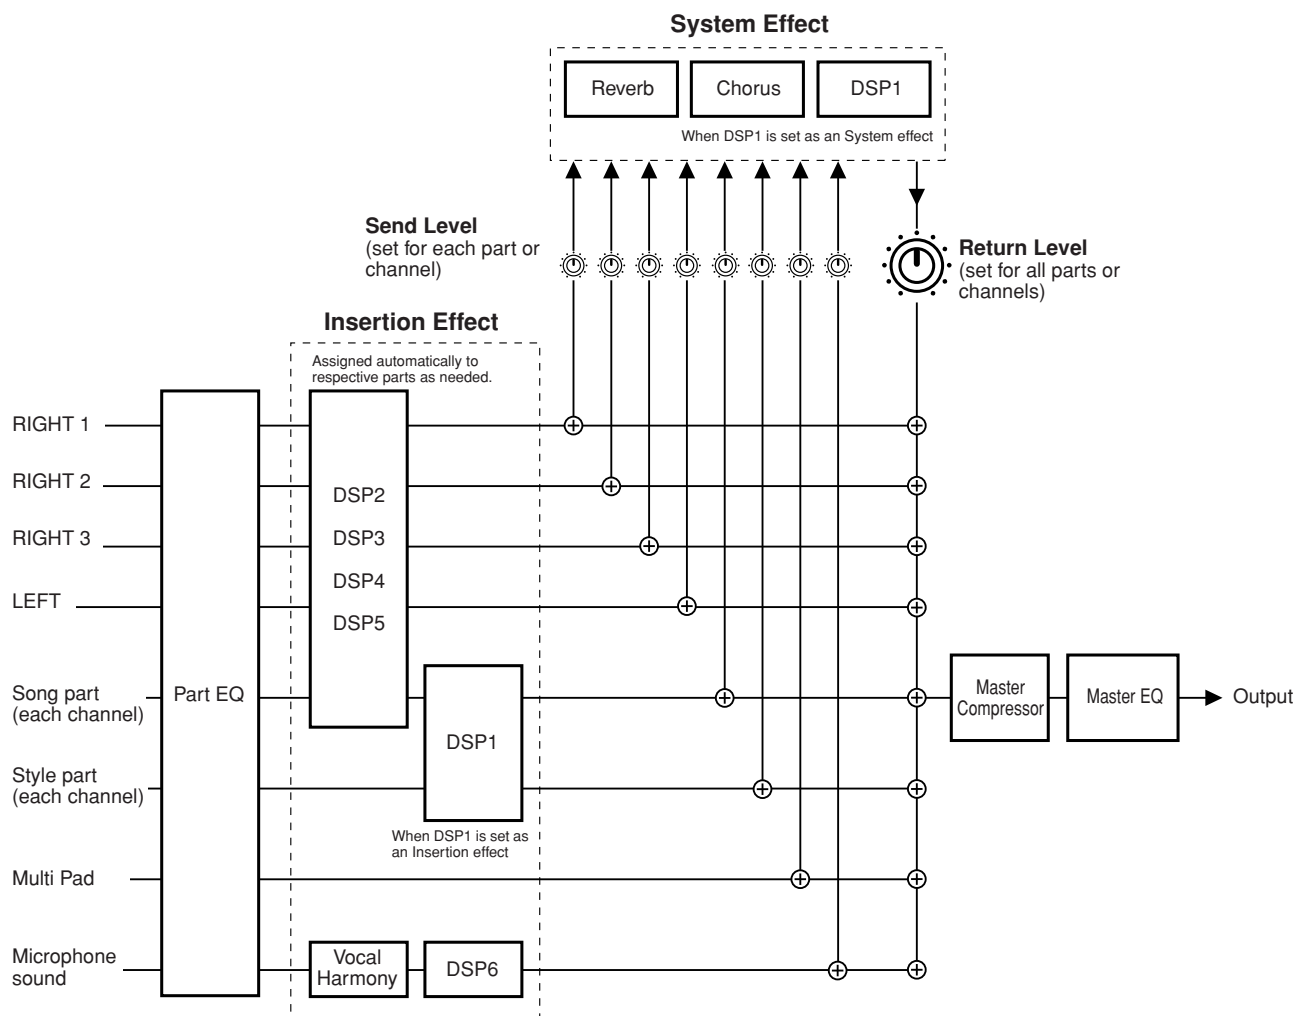 System Effect
Reverb
Chorus
DSP1
When DSP1 is set as an System effect
Send Level
(set for each part or
channel)
Return Level
(set for all parts or
channels)
Insertion Effect
Assigned automatically to
respective parts as needed.
RIGHT 1
RIGHT 2
RIGHT 3
LEFT
Song part
(each channel)
Style part
(each channel)
Multi Pad
Microphone
sound
Part EQ
DSP2
DSP3
DSP4
DSP5
DSP1
When DSP1 is set as
an Insertion effect
Vocal
Harmony
DSP6
Master
Compressor
Master EQ
Output